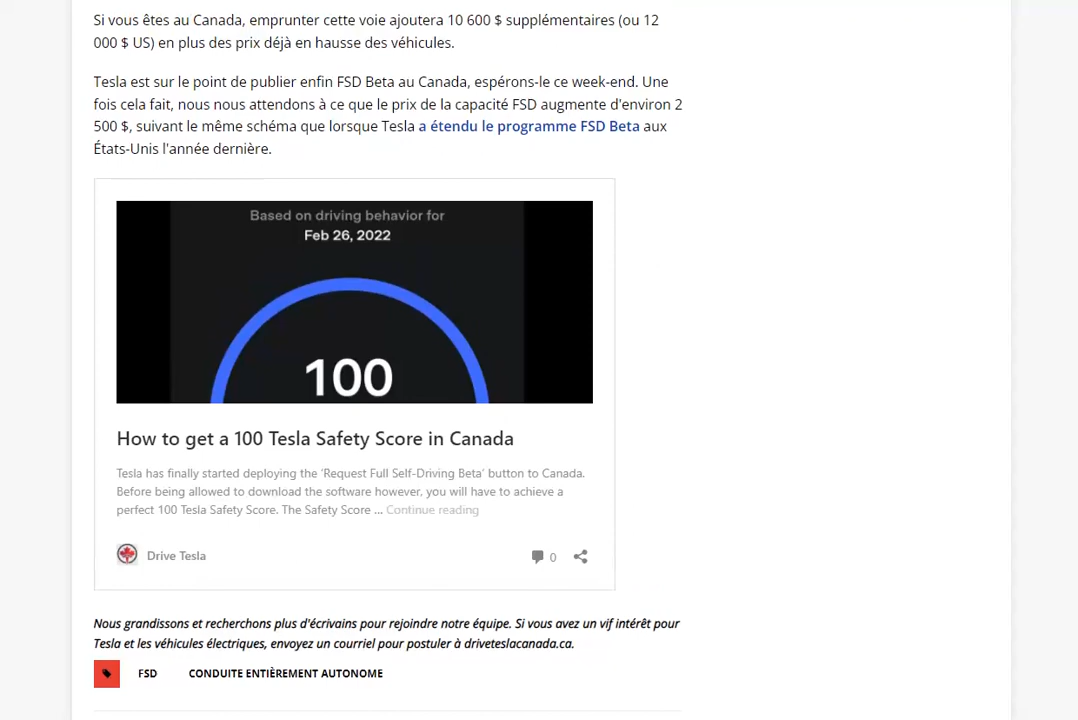 Si vous êtes au Canada, emprunter cette voie ajoutera 10 600 $ supplémentaires (ou 12
000 $ US) en plus des prix déjà en hausse des véhicules.
Tesla est sur le point de publier enfin FSD Beta au Canada, espérons-le ce week-end. Une
fois cela fait, nous nous attendons à ce que le prix de la capacité FSD augmente d'environ 2
500 $, suivant le même schéma que lorsque Tesla a étendu le programme FSD Beta aux
États-Unis l'année dernière.
Based on driving behavior for
Feb 26, 2022
100
How to get a 100 Tesla Safety Score in Canada
Tesla has finally started deploying the ‘Request Full Self-Driving Beta’ button to Canada.
Before being allowed to download the software however, you will have to achieve a
perfect 100 Tesla Safety Score. The Safety Score ... Continue reading
Drive Tesla
0
Nous grandissons et recherchons plus d'écrivains pour rejoindre notre équipe. Si vous avez un vif intérêt pour
Tesla et les véhicules électriques, envoyez un courriel pour postuler à driveteslacanada.ca.
FSD CONDUITE ENTIÈREMENT AUTONOME